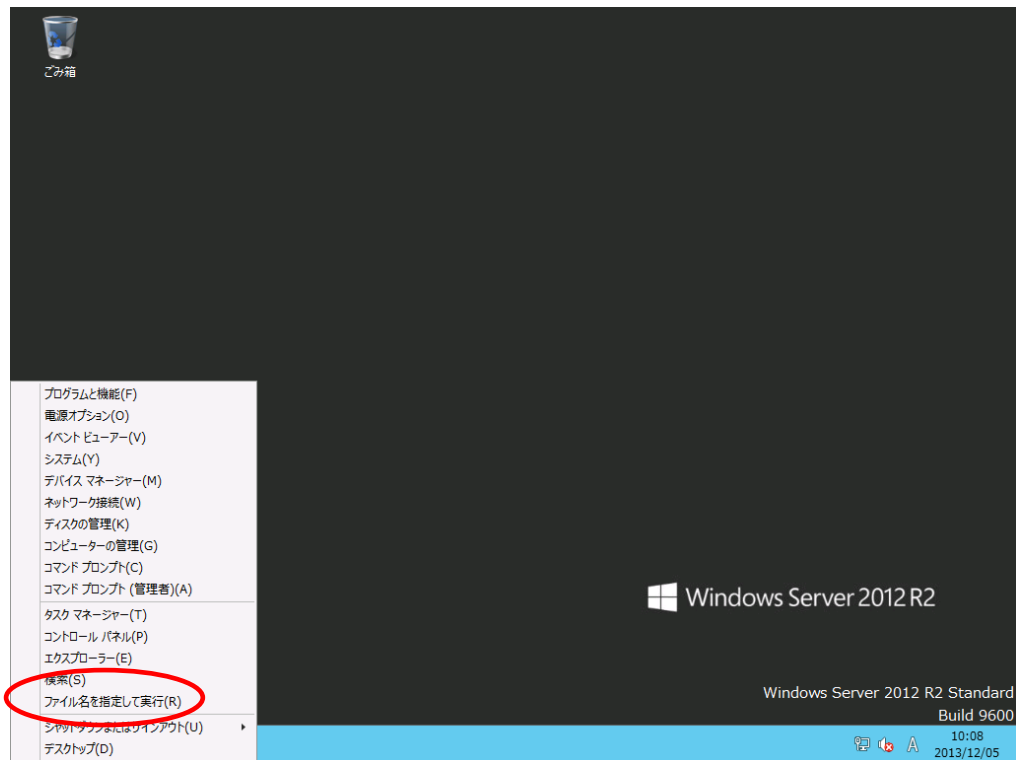 ごみ箱
プログラムと機能(F)
電源オプション(O)
イベント ビューアー(V)
システム(Y)
デバイス マネージャー(M)
ネットワーク接続(W)
ディスクの管理(K)
コンピューターの管理(G)
コマンド プロンプト(C)
コマンド プロンプト (管理者)(A)
タスク マネージャー(T)
コントロール パネル(P)
エクスプローラー(E)
検索(S)
ファイル名を指定して実行(R)
シャットダウンまたはサインアウト(U)
デスクトップ(D)
Windows Server 2012 R2
Windows Server 2012 R2 Standard
Build 9600
A
10:08
2013/12/05